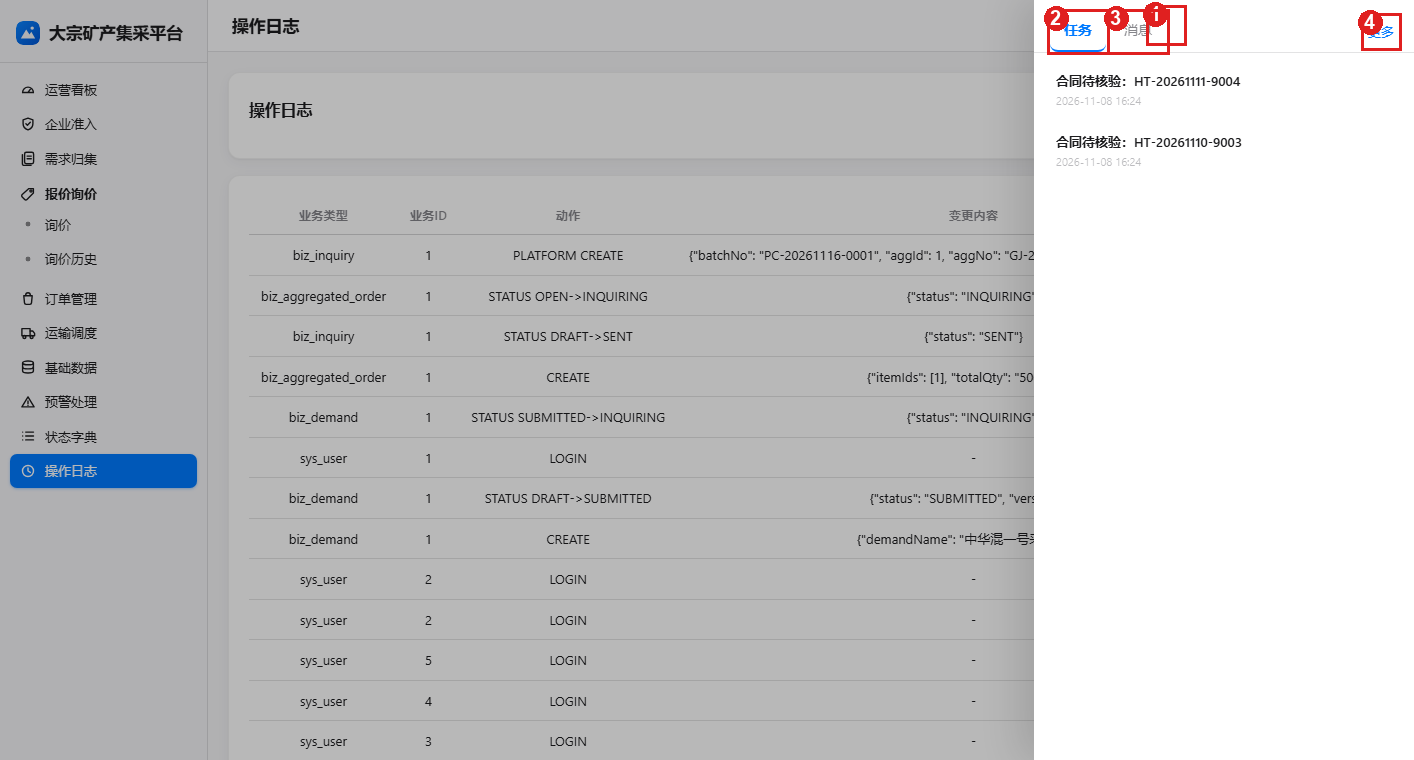 大宗矿产集采平台
运营看板
企业准入
需求归集
报价询价
询价
询价历史
订单管理
运输调度
基础数据
预警处理
状态字典
操作日志
操作日志
操作日志
业务类型 业务ID 动作 变更内容
biz_inquiry 1 PLATFORM CREATE {"batchNo": "PC-20261116-0001", "aggId": 1, "aggNo": "GJ-2
biz_aggregated_order 1 STATUS OPEN->INQUIRING {"status": "INQUIRING"
biz_inquiry 1 STATUS DRAFT->SENT {"status": "SENT"}
biz_aggregated_order 1 CREATE {"itemIds": [1], "totalQty": "50
biz_demand 1 STATUS SUBMITTED->INQUIRING {"status": "INQUIRING"
sys_user 1 LOGIN -
biz_demand 1 STATUS DRAFT->SUBMITTED {"status": "SUBMITTED", "vers
biz_demand 1 CREATE {"demandName": "中华混一号
sys_user 2 LOGIN -
sys_user 2 LOGIN -
sys_user 5 LOGIN -
sys_user 4 LOGIN -
sys_user 3 LOGIN -
2 任务 3 消息 1 4 更多
合同待核验：HT-20261111-9004
2026-11-08 16:24
合同待核验：HT-20261110-9003
2026-11-08 16:24